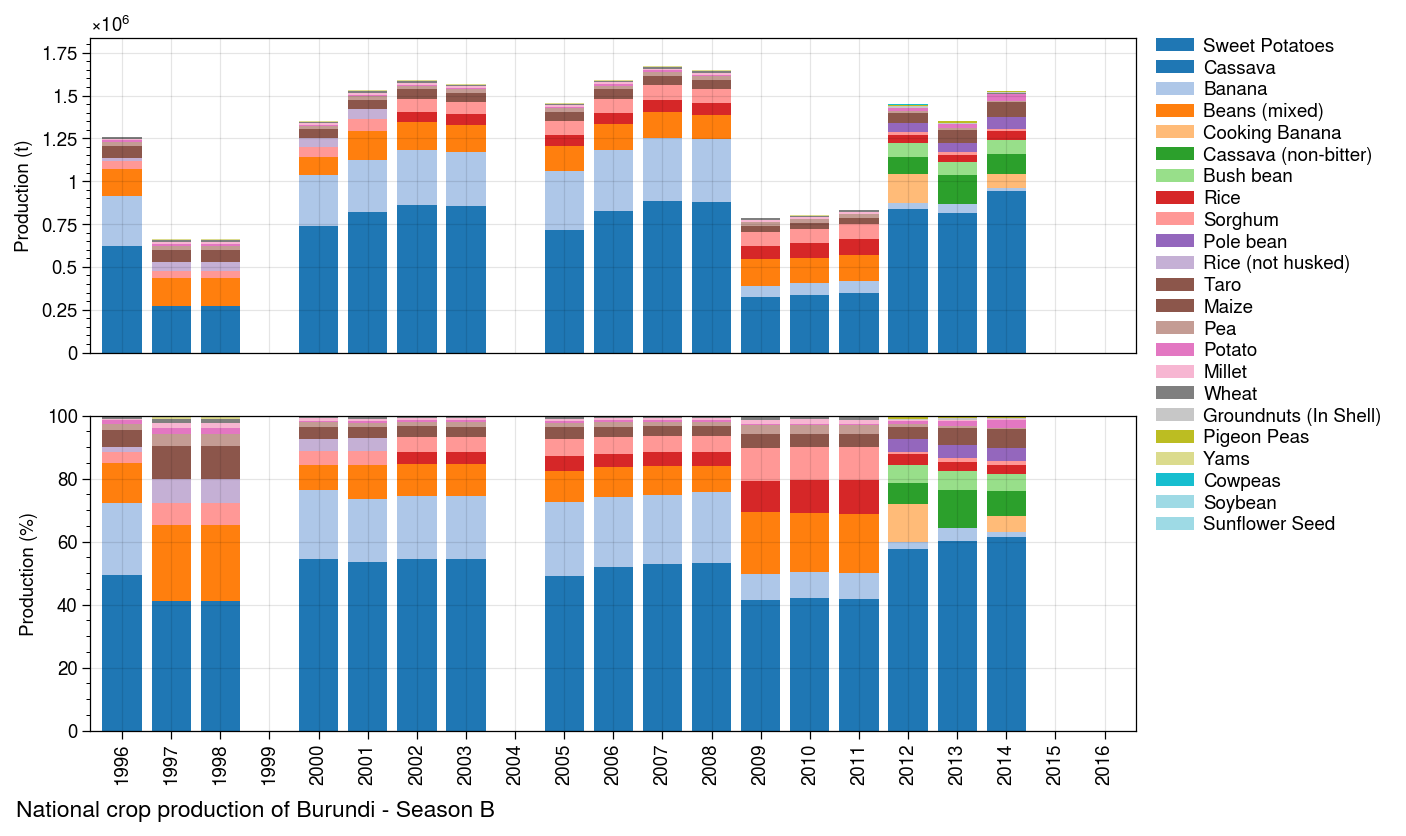 ×10⁶
1.75
1.5
1.25
1
0.75
0.5
0.25
0
Production (t)
Sweet Potatoes
Cassava
Banana
Beans (mixed)
Cooking Banana
Cassava (non-bitter)
Bush bean
Rice
Sorghum
Pole bean
Rice (not husked)
Taro
Maize
Pea
Potato
Millet
Wheat
Groundnuts (In Shell)
Pigeon Peas
Yams
Cowpeas
Soybean
Sunflower Seed
100
80
60
40
20
0
Production (%)
1996
1997
1998
1999
2000
2001
2002
2003
2004
2005
2006
2007
2008
2009
2010
2011
2012
2013
2014
2015
2016
National crop production of Burundi - Season B